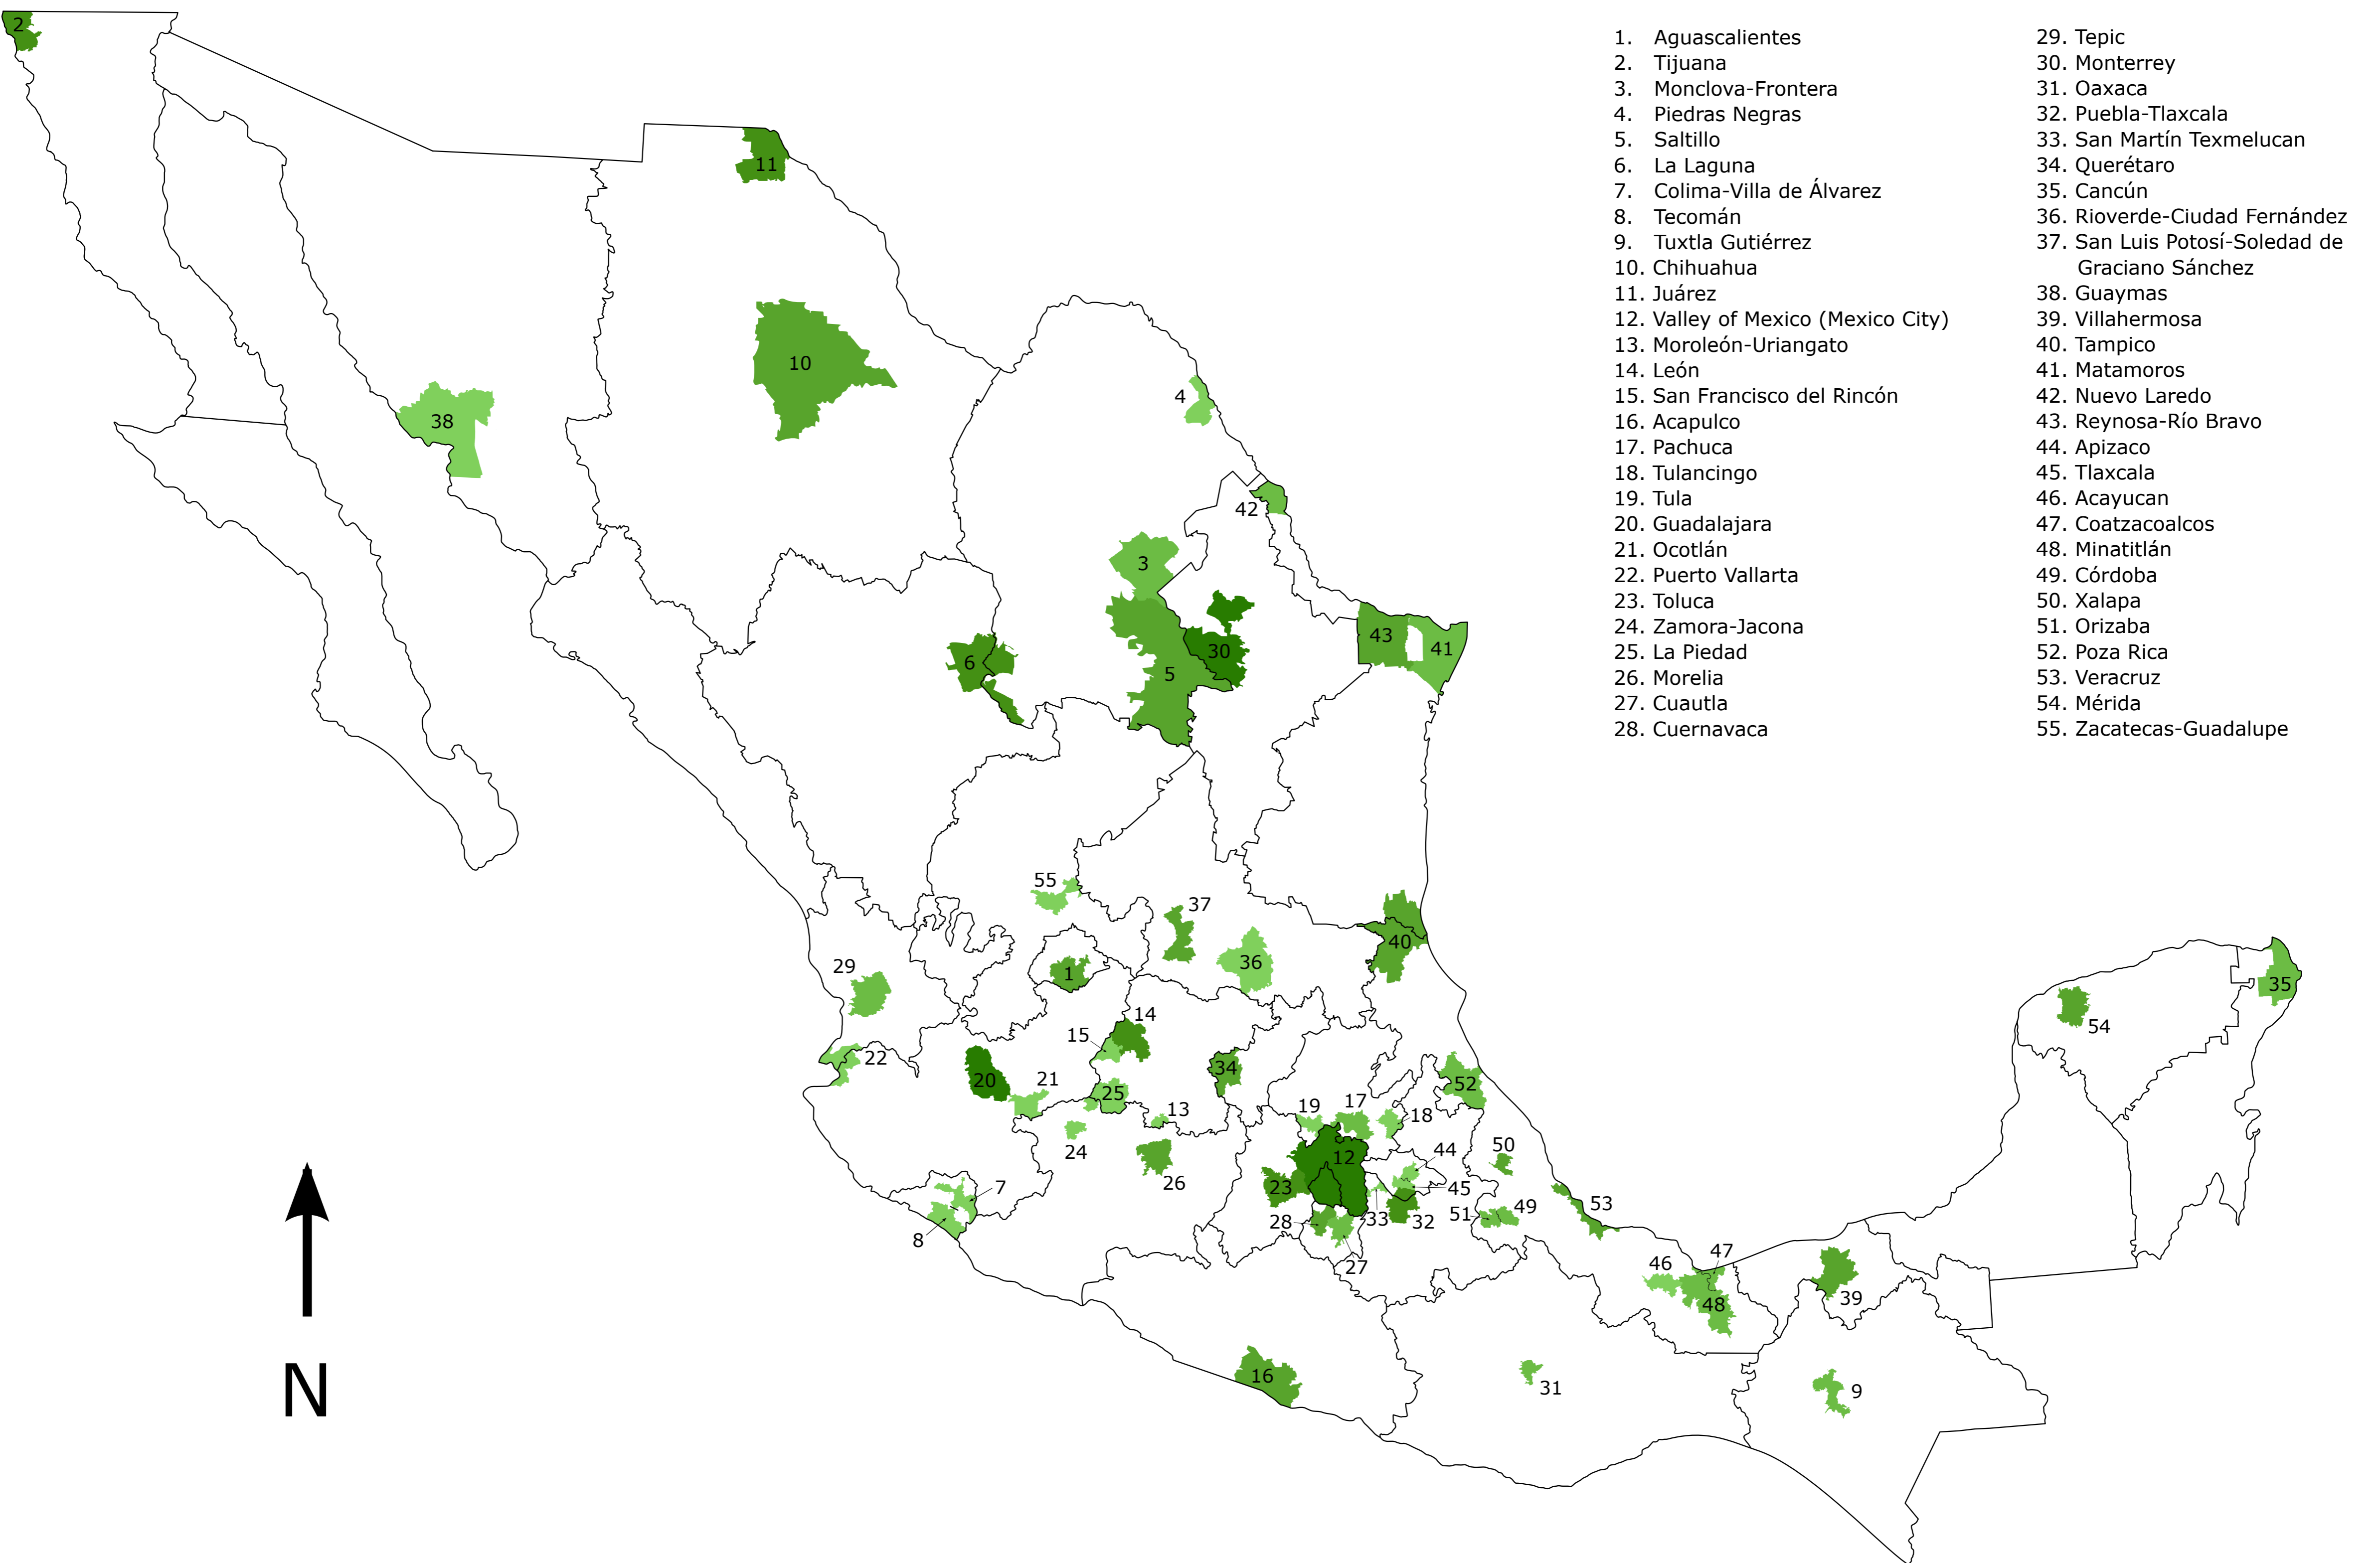 1. Aguascalientes
2. Tijuana
3. Monclova-Frontera
4. Piedras Negras
5. Saltillo
6. La Laguna
7. Colima-Villa de Álvarez
8. Tecomán
9. Tuxtla Gutiérrez
10. Chihuahua
11. Juárez
12. Valley of Mexico (Mexico City)
13. Moroleón-Uriangato
14. León
15. San Francisco del Rincón
16. Acapulco
17. Pachuca
18. Tulancingo
19. Tula
20. Guadalajara
21. Ocotlán
22. Puerto Vallarta
23. Toluca
24. Zamora-Jacona
25. La Piedad
26. Morelia
27. Cuautla
28. Cuernavaca
29. Tepic
30. Monterrey
31. Oaxaca
32. Puebla-Tlaxcala
33. San Martín Texmelucan
34. Querétaro
35. Cancún
36. Rioverde-Ciudad Fernández
37. San Luis Potosí-Soledad de
Graciano Sánchez
38. Guaymas
39. Villahermosa
40. Tampico
41. Matamoros
42. Nuevo Laredo
43. Reynosa-Río Bravo
44. Apizaco
45. Tlaxcala
46. Acayucan
47. Coatzacoalcos
48. Minatitlán
49. Córdoba
50. Xalapa
51. Orizaba
52. Poza Rica
53. Veracruz
54. Mérida
55. Zacatecas-Guadalupe
2
11
10
4
38
42
3
43
30
41
6
5
55
37
40
36
29
1
35
14
54
15
22
34
20
21
52
25
19
17
13
18
50
24
44
12
26
23
7
45
53
49
51
33
32
28
8
47
46
27
39
48
16
31
9
N